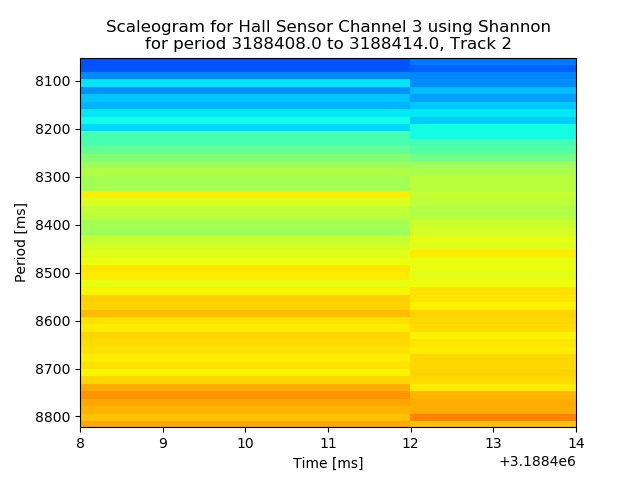 Scaleogram for Hall Sensor Channel 3 using Shannon
for period 3188408.0 to 3188414.0, Track 2
8100
8200
8300
8400
8500
8600
8700
8800
Period [ms]
8 9 10 11 12 13 14
Time [ms]
+3.1884e6